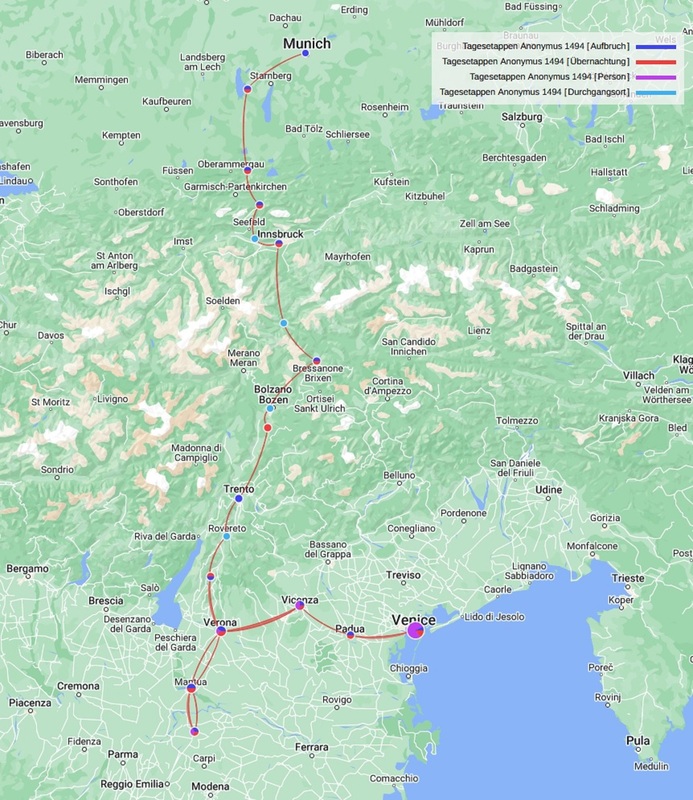 Erding
Bad Füssing
Dachau
Mühldorf
Braunau
Wels
Munich
Tagesetappen Anonymus 1494 [Aufbruch]
Biberach
Landsberg
am Lech
Tagesetappen Anonymus 1494 [Übernachtung]
Memmingen
Starnberg
Tagesetappen Anonymus 1494 [Person]
Kaufbeuren
Tagesetappen Anonymus 1494 [Durchgangsort]
Rosenheim
Traunstein
Salzburg
avensburg
Kempten
Bad Tölz
Schliersee
Bad Ischl
shafen
Lindau
Füssen
Oberammergau
Berchtesgaden
Hallstatt
Sonthofen
Garmisch-Partenkirchen
Kufstein
Kitzbuhel
Oberstdorf
Schladming
Seefeld
Zell am See
Imst
Innsbruck
Kaprun
St Anton
am Arlberg
Mayrhofen
Badgastein
Ischgl
Soelden
Chur
Davos
Lienz
Spittal an
der Drau
San Candido
Innichen
Merano
Meran
Bressanone
Brixen
Klag
Villach
Cortina
d'Ampezzo
Velden am
Wörthersee
St Moritz
Livigno
Bolzano
Bozen
Ortisei
Sankt Ulrich
Tolmezzo
Kranjska Gora
Bled
Madonna di
Campiglio
Sondrio
San Daniele
del Friuli
Belluno
Trento
Udine
Pordenone
Gorizia
Riva del Garda
Rovereto
Conegliano
Bassano
del Grappa
Monfalcone
Post
Bergamo
Treviso
Lignano
Sabbiadoro
Trieste
Salò
Caorle
Brescia
Vicenza
Koper
Desenzano
del Garda
Verona
Padua
Venice
Lido di Jesolo
Peschiera
del Garda
Chioggia
Poreč
Cremona
Mantua
Rovigo
Rovinj
Piacenza
Fidenza
Parma
Carpi
Ferrara
Pula
Medulin
Reggio Emilia
Modena
Comacchio